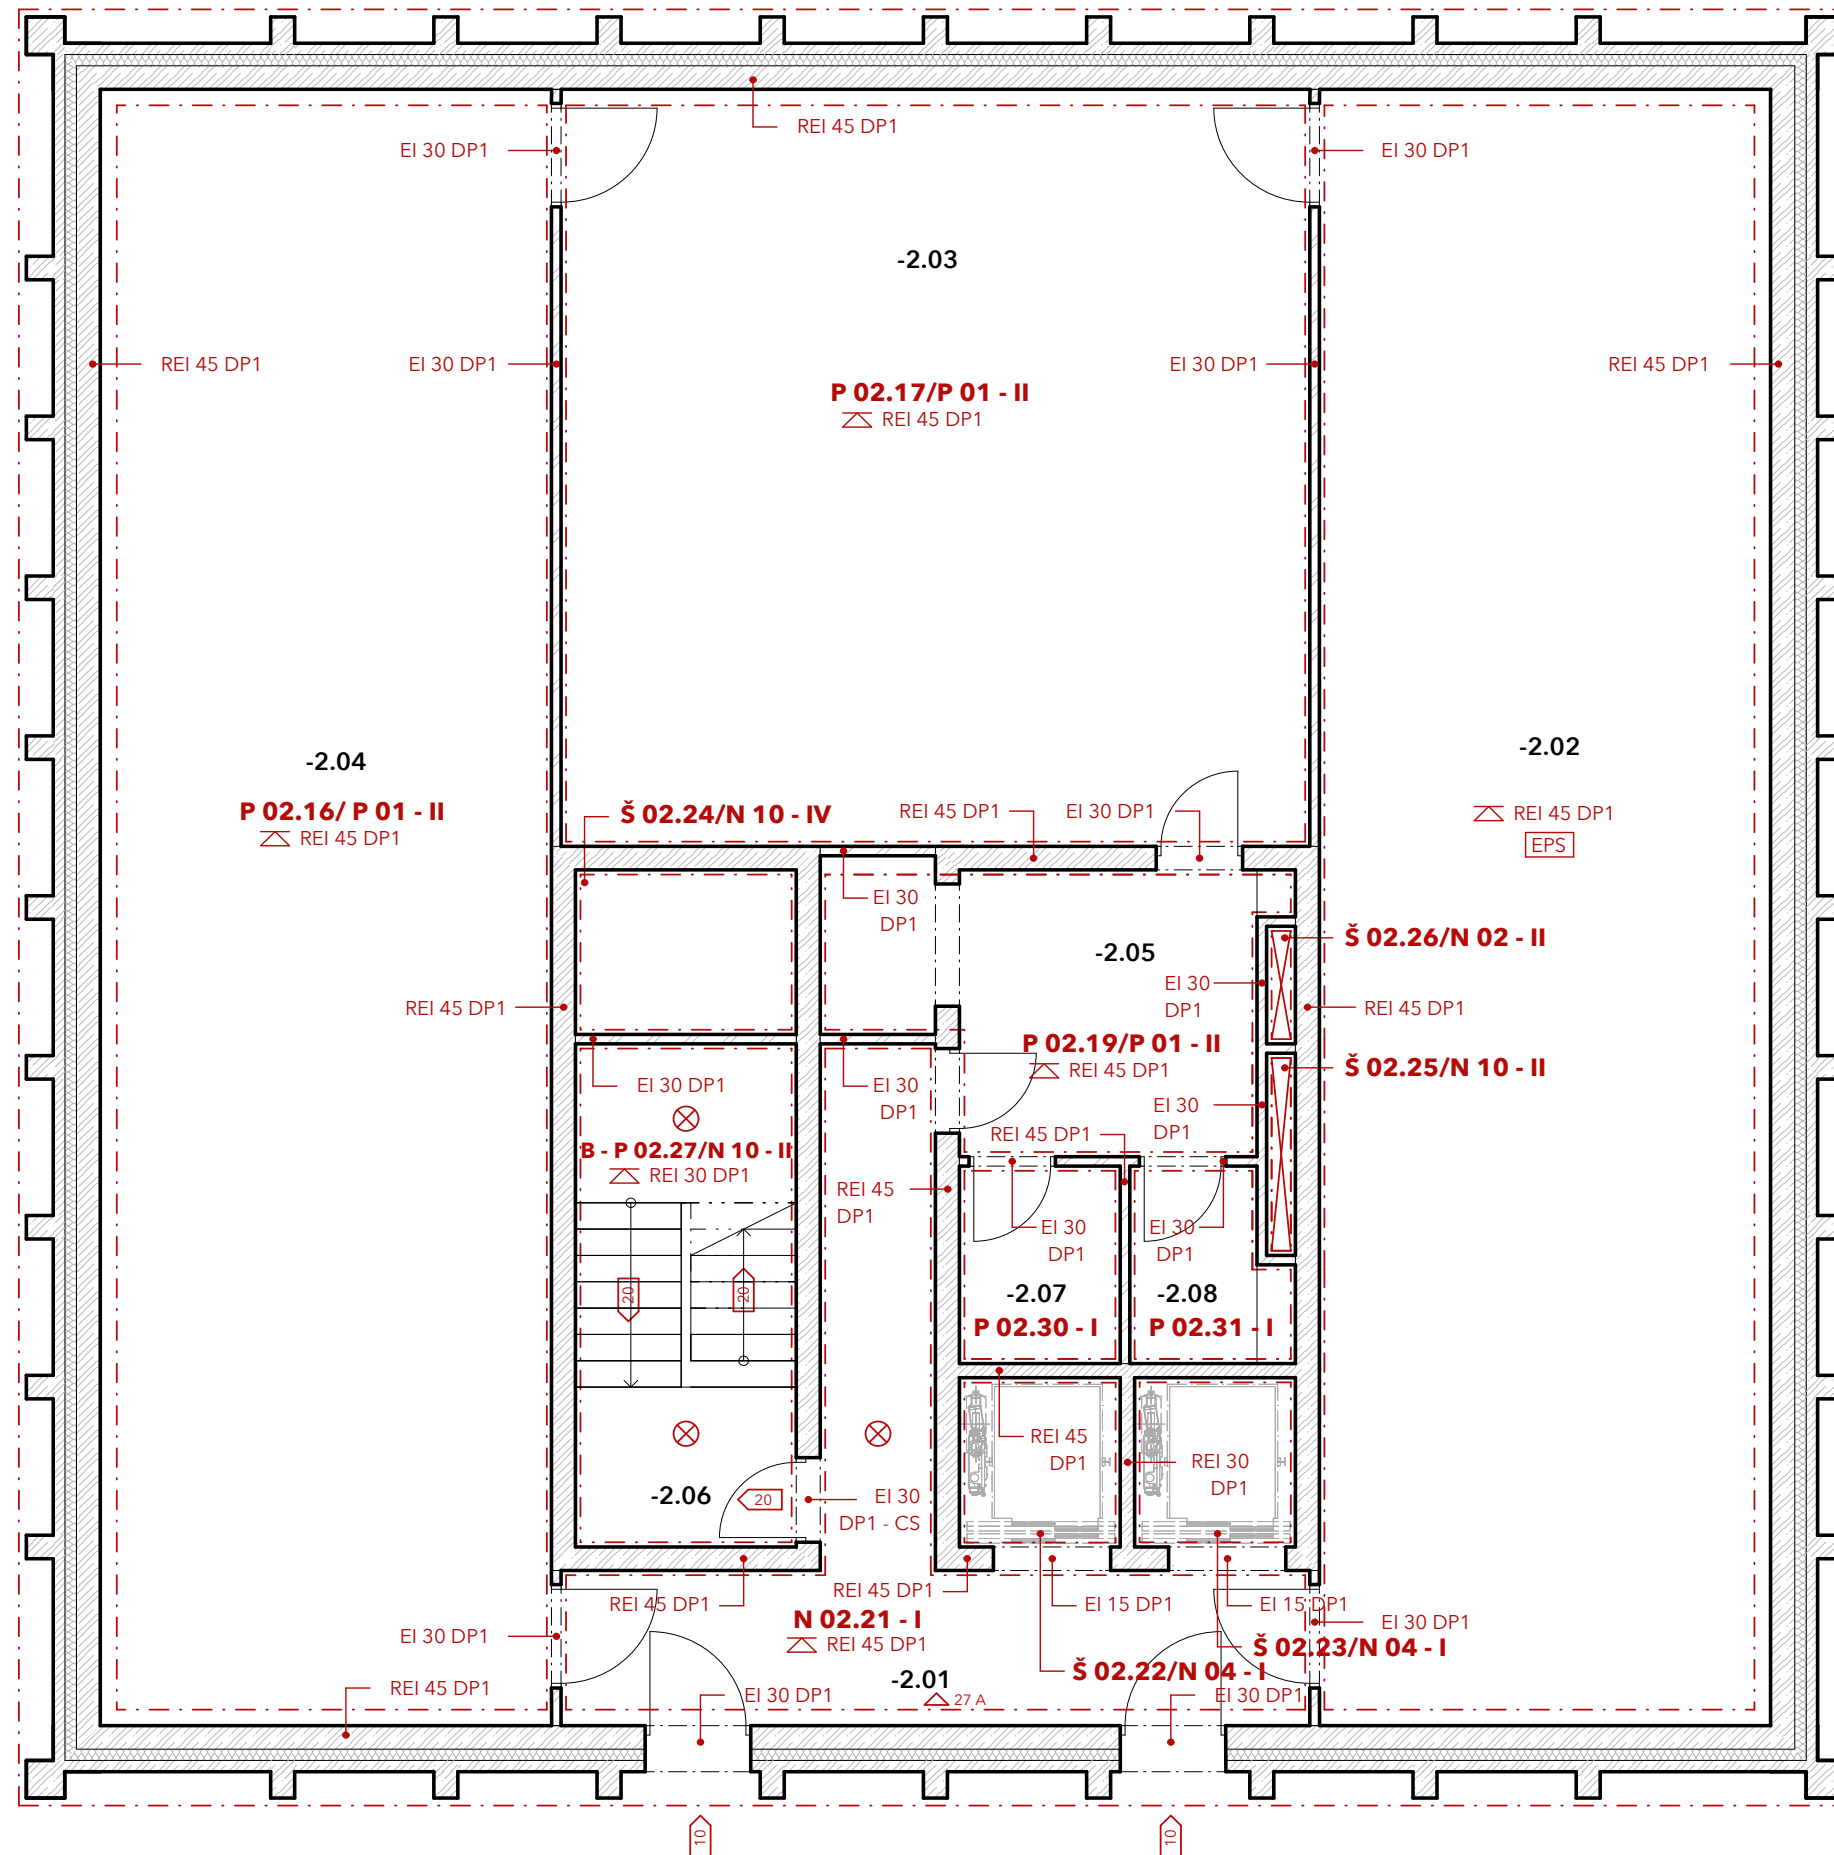 REI 45 DP1
EI 30 DP1
EI 30 DP1
-2.03
REI 45 DP1
EI 30 DP1
EI 30 DP1
REI 45 DP1
P 02.17/P 01 - II
REI 45 DP1
-2.04
P 02.16/ P 01 - II
REI 45 DP1
-2.02
REI 45 DP1
EPS
Š 02.24/N 10 - IV
REI 45 DP1
EI 30 DP1
EI 30
DP1
-2.05
Š 02.26/N 02 - II
EI 30
DP1
REI 45 DP1
REI 45 DP1
P 02.19/P 01 - II
REI 45 DP1
Š 02.25/N 10 - II
EI 30 DP1
EI 30
DP1
EI 30
DP1
REI 45 DP1
B - P 02.27/N 10 - II
REI 30 DP1
REI 45
DP1
EI 30
DP1
EI 30
DP1
20
20
-2.07
P 02.30 - I
-2.08
P 02.31 - I
REI 45
DP1
REI 30
DP1
-2.06
20
EI 30
DP1 - CS
REI 45 DP1
REI 45 DP1
EI 15 DP1
EI 15 DP1
N 02.21 - I
REI 45 DP1
EI 30 DP1
EI 30 DP1
Š 02.23/N 04 - I
Š 02.22/N 04 - I
-2.01
27 A
REI 45 DP1
EI 30 DP1
EI 30 DP1
10
10